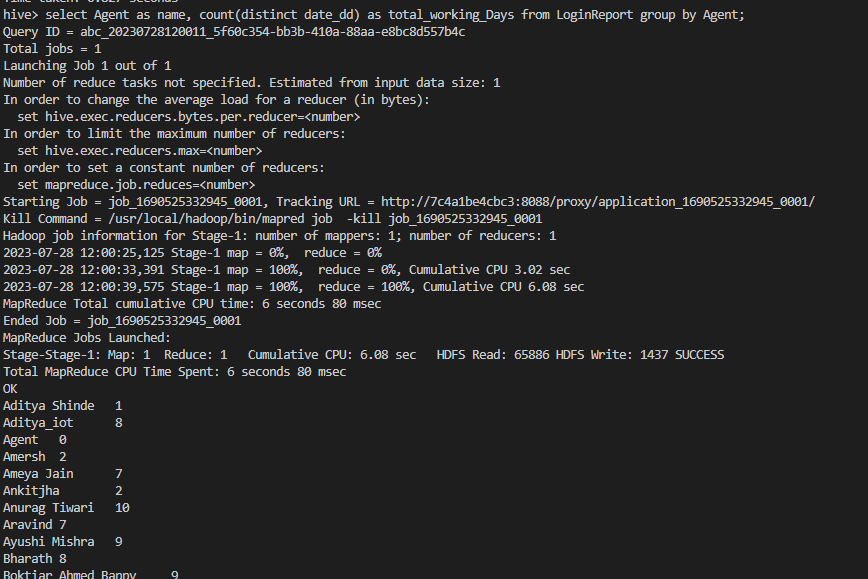 Time taken: 0.627 seconds
hive> select Agent as name, count(distinct date_dd) as total_working_Days from LoginReport group by Agent;
Query ID = abc_20230728120011_5f60c354-bb3b-410a-88aa-e8bc8d557b4c
Total jobs = 1
Launching Job 1 out of 1
Number of reduce tasks not specified. Estimated from input data size: 1
In order to change the average load for a reducer (in bytes):
  set hive.exec.reducers.bytes.per.reducer=<number>
In order to limit the maximum number of reducers:
  set hive.exec.reducers.max=<number>
In order to set a constant number of reducers:
  set mapreduce.job.reduces=<number>
Starting Job = job_1690525332945_0001, Tracking URL = http://7c4a1be4cbc3:8088/proxy/application_1690525332945_0001/
Kill Command = /usr/local/hadoop/bin/mapred job  -kill job_1690525332945_0001
Hadoop job information for Stage-1: number of mappers: 1; number of reducers: 1
2023-07-28 12:00:25,125 Stage-1 map = 0%,  reduce = 0%
2023-07-28 12:00:33,391 Stage-1 map = 100%,  reduce = 0%, Cumulative CPU 3.02 sec
2023-07-28 12:00:39,575 Stage-1 map = 100%,  reduce = 100%, Cumulative CPU 6.08 sec
MapReduce Total cumulative CPU time: 6 seconds 80 msec
Ended Job = job_1690525332945_0001
MapReduce Jobs Launched:
Stage-Stage-1: Map: 1  Reduce: 1   Cumulative CPU: 6.08 sec   HDFS Read: 65886 HDFS Write: 1437 SUCCESS
Total MapReduce CPU Time Spent: 6 seconds 80 msec
OK
Aditya Shinde	1
Aditya_iot	8
Agent	0
Amersh	2
Ameya Jain	7
Ankitjha	2
Anurag Tiwari	10
Aravind	7
Ayushi Mishra	9
Bharath	8
Boktiar Ahmed Bappy	9